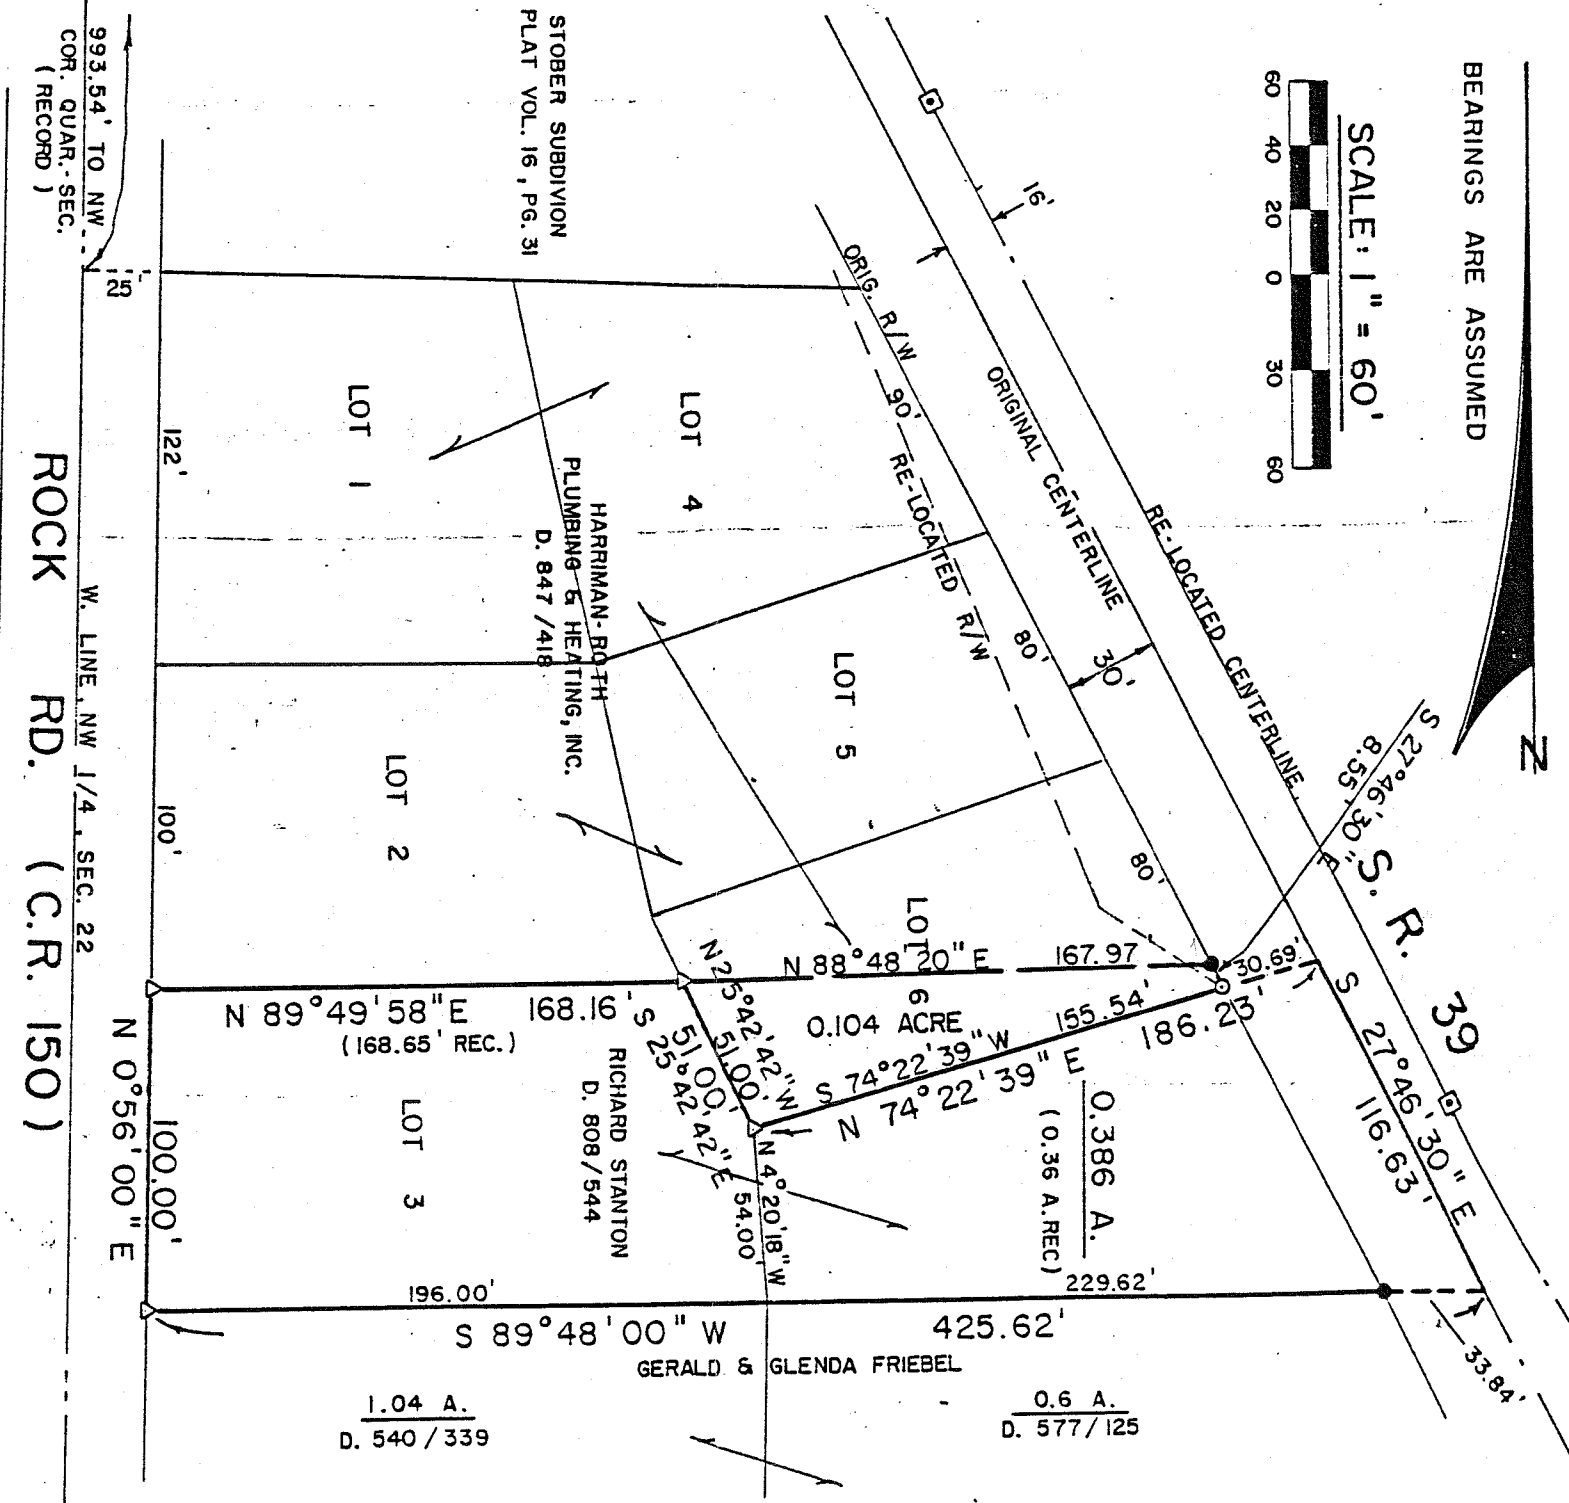 BEARINGS ARE ASSUMED
N
SCALE: 1" = 60'
60 40 20 0 30 60
STOBER SUBDIVION
PLAT VOL. 16, PG. 31
993.54' TO NW
COR. QUAR.-SEC.
(RECORD)
25'
16'
ORIG. R/W
90'
RE-LOCATED R/W
ORIGINAL CENTERLINE
RE-LOCATED CENTERLINE
S. R. 39
S 27°46'30"
8.55'
80'
30'
80'
LOT 1
LOT 4
122'
HARRIMAN-ROTH
PLUMBING & HEATING, INC.
D. 847/418
LOT 5
LOT 2
100'
LOT 6
N 88°48'20" E 167.97'
30.69'
N 89°49'58"E 168.16'
(168.65' REC.)
N 25°42'42"W
51.00'
51.00'
S 25°42'42"E
0.104 ACRE
155.54'
S 74°22'39" W
186.23'
N 74°22'39" E
S 27°46'30" E
116.63'
0.386 A.
(0.36 A.REC)
RICHARD STANTON
D. 808/544
LOT 3
N 4°20'18"W
54.00'
100.00'
N 0°56'00"E
W. LINE, NW 1/4, SEC. 22
ROCK RD. (C.R. 150)
196.00'
229.62'
33.84'
S 89°48'00" W 425.62'
GERALD & GLENDA FRIEBEL
1.04 A.
D. 540/339
0.6 A.
D. 577/125